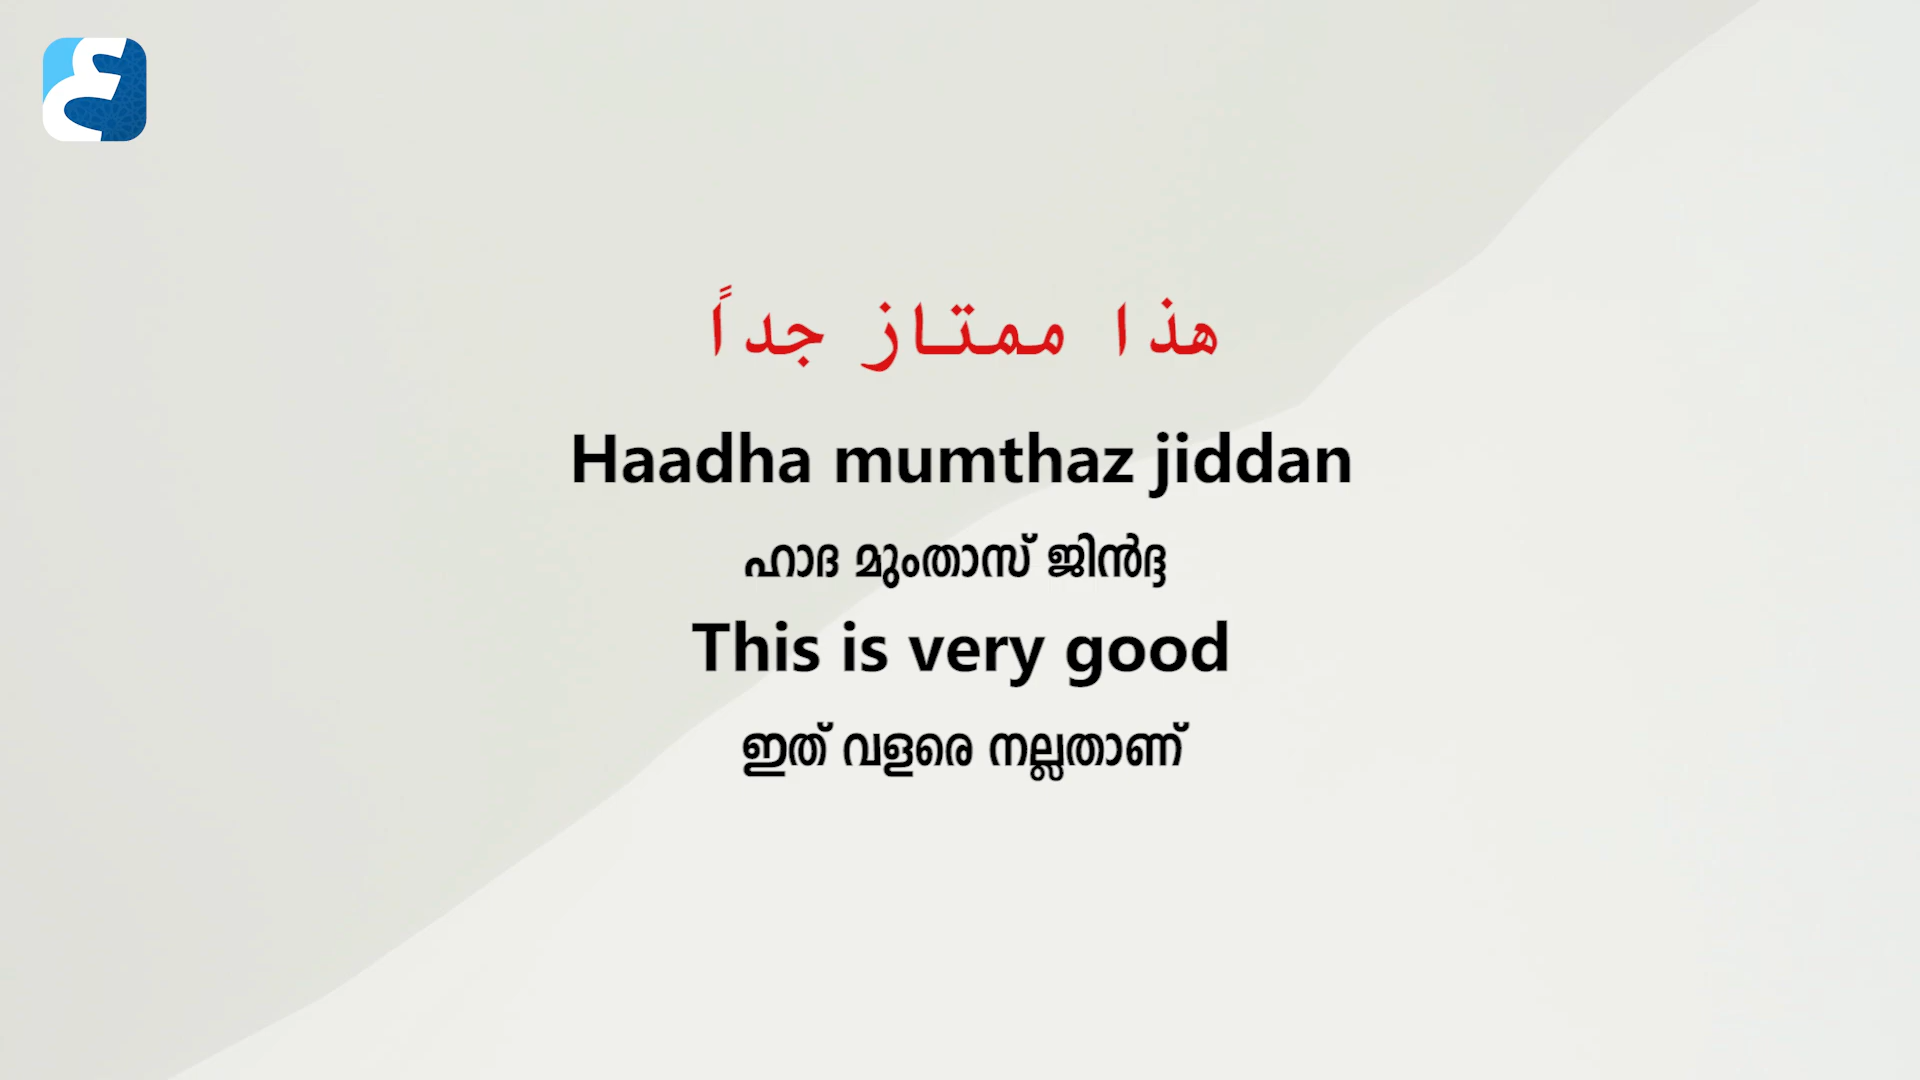 هذا ممتاز جداً
Haadha mumthaz jiddan
ഹാദ മുംതാസ് ജിൻദ്ദ
This is very good
ഇത് വളരെ നല്ലതാണ്